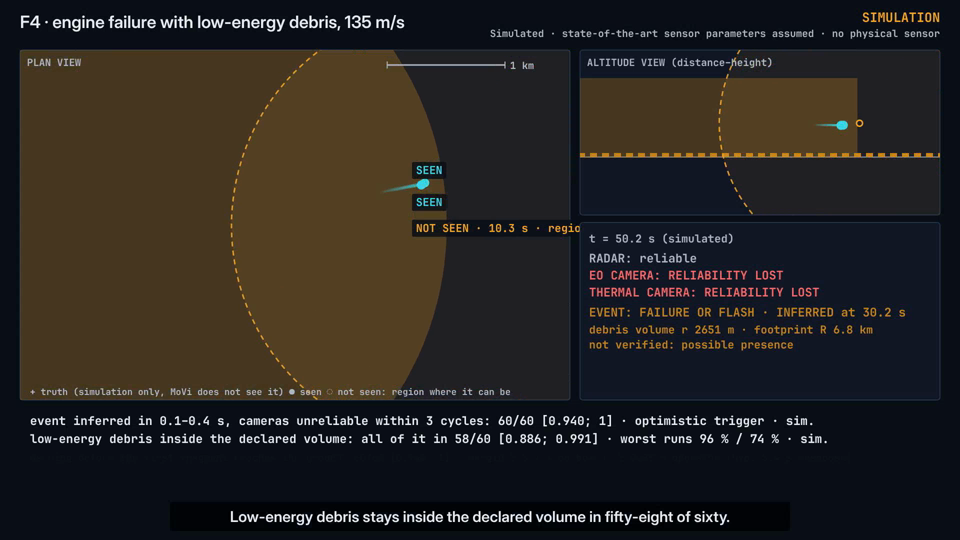 F4 · engine failure with low-energy debris, 135 m/s
SIMULATION
Simulated · state-of-the-art sensor parameters assumed · no physical sensor
PLAN VIEW
1 km
SEEN
SEEN
NOT SEEN · 10.3 s · regio
+ truth (simulation only, MoVi does not see it) ● seen ○ not seen: region where it can be
ALTITUDE VIEW (distance-height)
t = 50.2 s (simulated)
RADAR: reliable
EO CAMERA: RELIABILITY LOST
THERMAL CAMERA: RELIABILITY LOST
EVENT: FAILURE OR FLASH · INFERRED at 30.2 s
debris volume r 2651 m · footprint R 6.8 km
not verified: possible presence
event inferred in 0.1–0.4 s, cameras unreliable within 3 cycles: 60/60 [0.940; 1] · optimistic trigger · sim.
low-energy debris inside the declared volume: all of it in 58/60 [0.886; 0.991] · worst runs 96 % / 74 % · sim.
Low-energy debris stays inside the declared volume in fifty-eight of sixty.